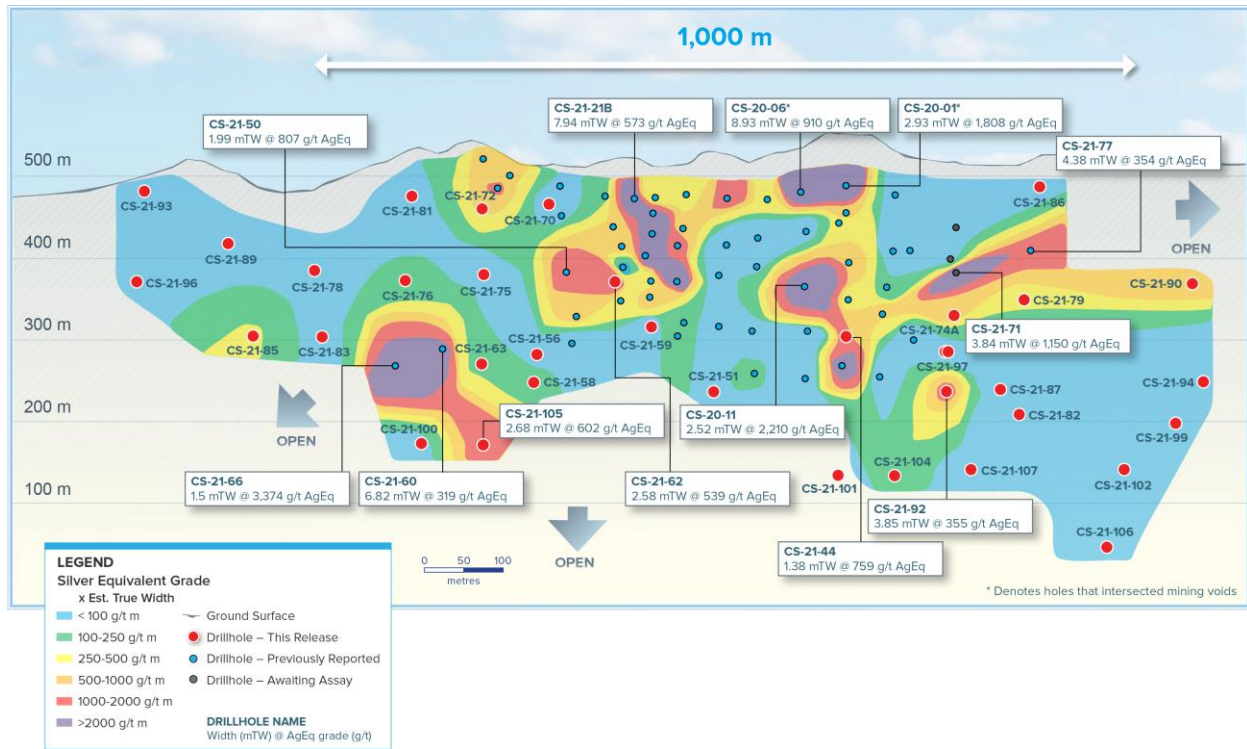 1,000 m
CS-21-50
1.99 mTW @ 807 g/t AgEq
CS-21-21B
7.94 mTW @ 573 g/t AgEq
CS-20-06*
8.93 mTW @ 910 g/t AgEq
CS-20-01*
2.93 mTW @ 1,808 g/t AgEq
CS-21-77
4.38 mTW @ 354 g/t AgEq
500 m
400 m
300 m
200 m
100 m
CS-21-93
CS-21-81
CS-21-72
CS-21-70
CS-21-86
OPEN
CS-21-89
CS-21-96
CS-21-78
CS-21-76
CS-21-75
CS-21-90
CS-21-79
CS-21-74A
CS-21-71
3.84 mTW @ 1,150 g/t AgEq
CS-21-85
CS-21-83
CS-21-63
CS-21-56
CS-21-59
CS-21-58
CS-21-51
CS-21-97
CS-21-87
CS-21-94
CS-21-82
CS-21-99
OPEN
CS-21-100
CS-21-105
2.68 mTW @ 602 g/t AgEq
CS-20-11
2.52 mTW @ 2,210 g/t AgEq
CS-21-66
1.5 mTW @ 3,374 g/t AgEq
CS-21-60
6.82 mTW @ 319 g/t AgEq
CS-21-62
2.58 mTW @ 539 g/t AgEq
CS-21-101
CS-21-104
CS-21-107
CS-21-102
CS-21-92
3.85 mTW @ 355 g/t AgEq
CS-21-44
1.38 mTW @ 759 g/t AgEq
CS-21-106
OPEN
0 50 100
metres
* Denotes holes that intersected mining voids
LEGEND
Silver Equivalent Grade
x Est. True Width
< 100 g/t m
100-250 g/t m
250-500 g/t m
500-1000 g/t m
1000-2000 g/t m
>2000 g/t m
Ground Surface
Drillhole – This Release
Drillhole – Previously Reported
Drillhole – Awaiting Assay
DRILLHOLE NAME
Width (mTW) @ AgEq grade (g/t)